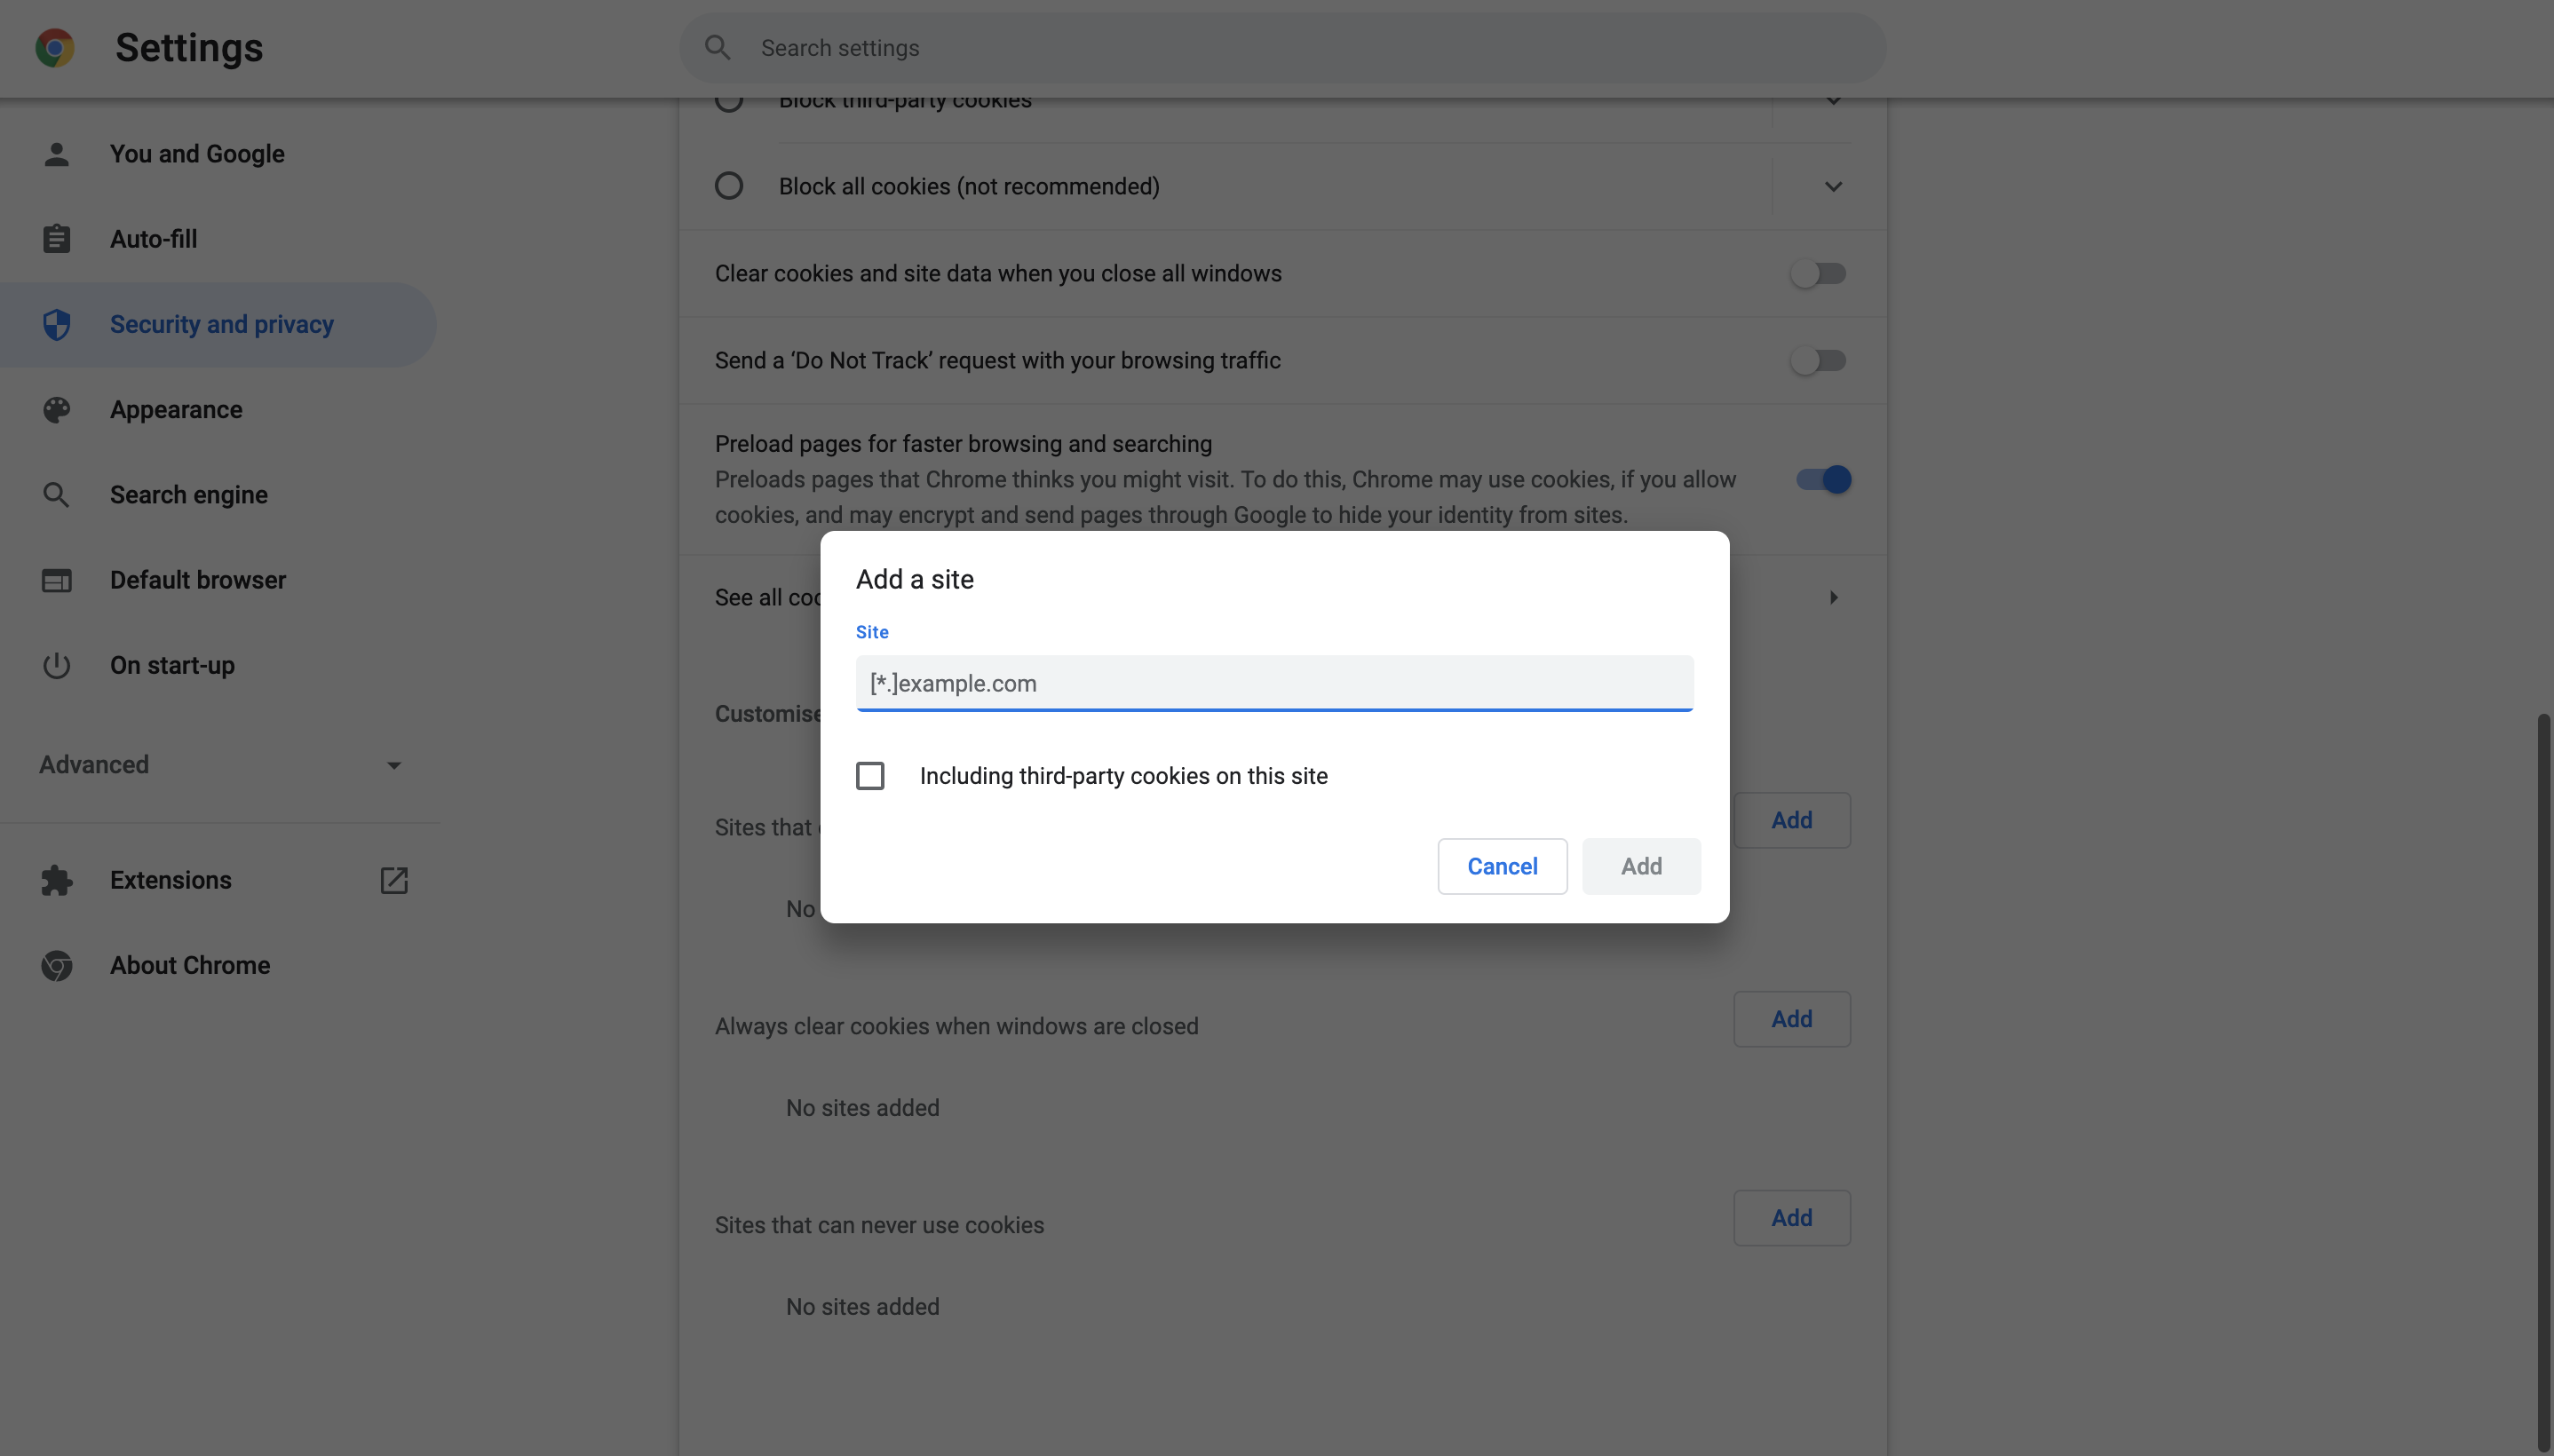 Settings
Search settings
You and Google
Auto-fill
Security and privacy
Appearance
Search engine
Default browser
On start-up
Advanced
Extensions
About Chrome
Block third-party cookies
Block all cookies (not recommended)
Clear cookies and site data when you close all windows
Send a ‘Do Not Track’ request with your browsing traffic
Preload pages for faster browsing and searching
Preloads pages that Chrome thinks you might visit. To do this, Chrome may use cookies, if you allow
cookies, and may encrypt and send pages through Google to hide your identity from sites.
See all
Customise
Sites that
Add
No
Add a site
Site
[*.]example.com
Including third-party cookies on this site
Cancel
Add
Always clear cookies when windows are closed
Add
No sites added
Sites that can never use cookies
Add
No sites added